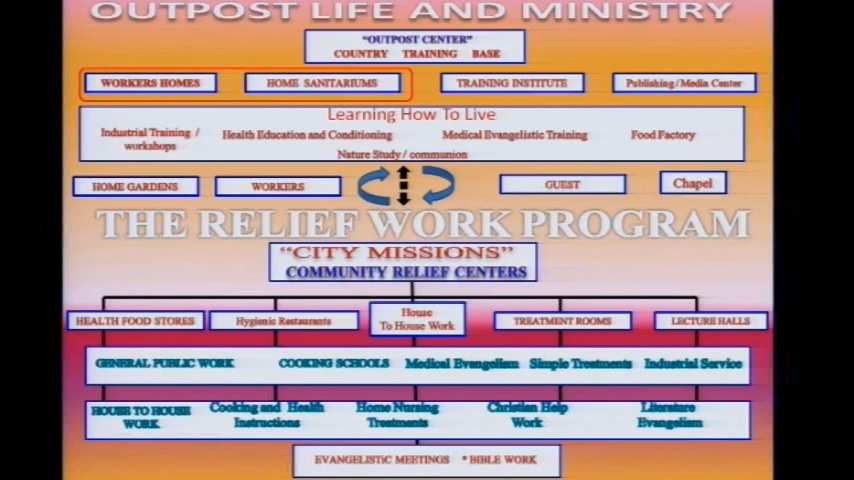 OUTPOST LIFE AND MINISTRY
"OUTPOST CENTER"
COUNTRY TRAINING BASE
WORKERS HOMES
HOME SANITARIUMS
TRAINING INSTITUTE
Publishing/Media Center
Learning How To Live
Industrial Training / workshops
Health Education and Conditioning
Medical Evangelistic Training
Food Factory
Nature Study / communion
HOME GARDENS
WORKERS
GUEST
Chapel
THE RELIEF WORK PROGRAM
"CITY MISSIONS"
COMMUNITY RELIEF CENTERS
HEALTH FOOD STORES
Hygienic Restaurants
House
To House Work
TREATMENT ROOMS
LECTURE HALLS
GENERAL PUBLIC WORK
COOKING SCHOOLS
Medical Evangelism
Simple Treatments
Industrial Service
HOUSE TO HOUSE
WORK
Cooking and Health
Instructions
Home Nursing
Treatments
Christian Help
Work
Literature
Evangelism
EVANGELISTIC MEETINGS * BIBLE WORK